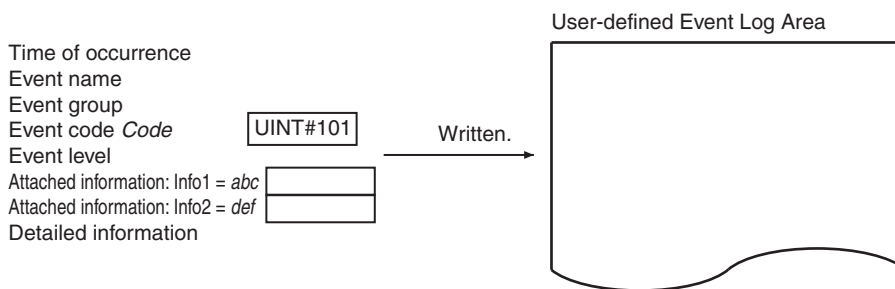 User-defined Event Log Area
Time of occurrence
Event name
Event group
Event code Code UINT#101
Event level
Attached information: Info1 = abc
Attached information: Info2 = def
Detailed information
Written.